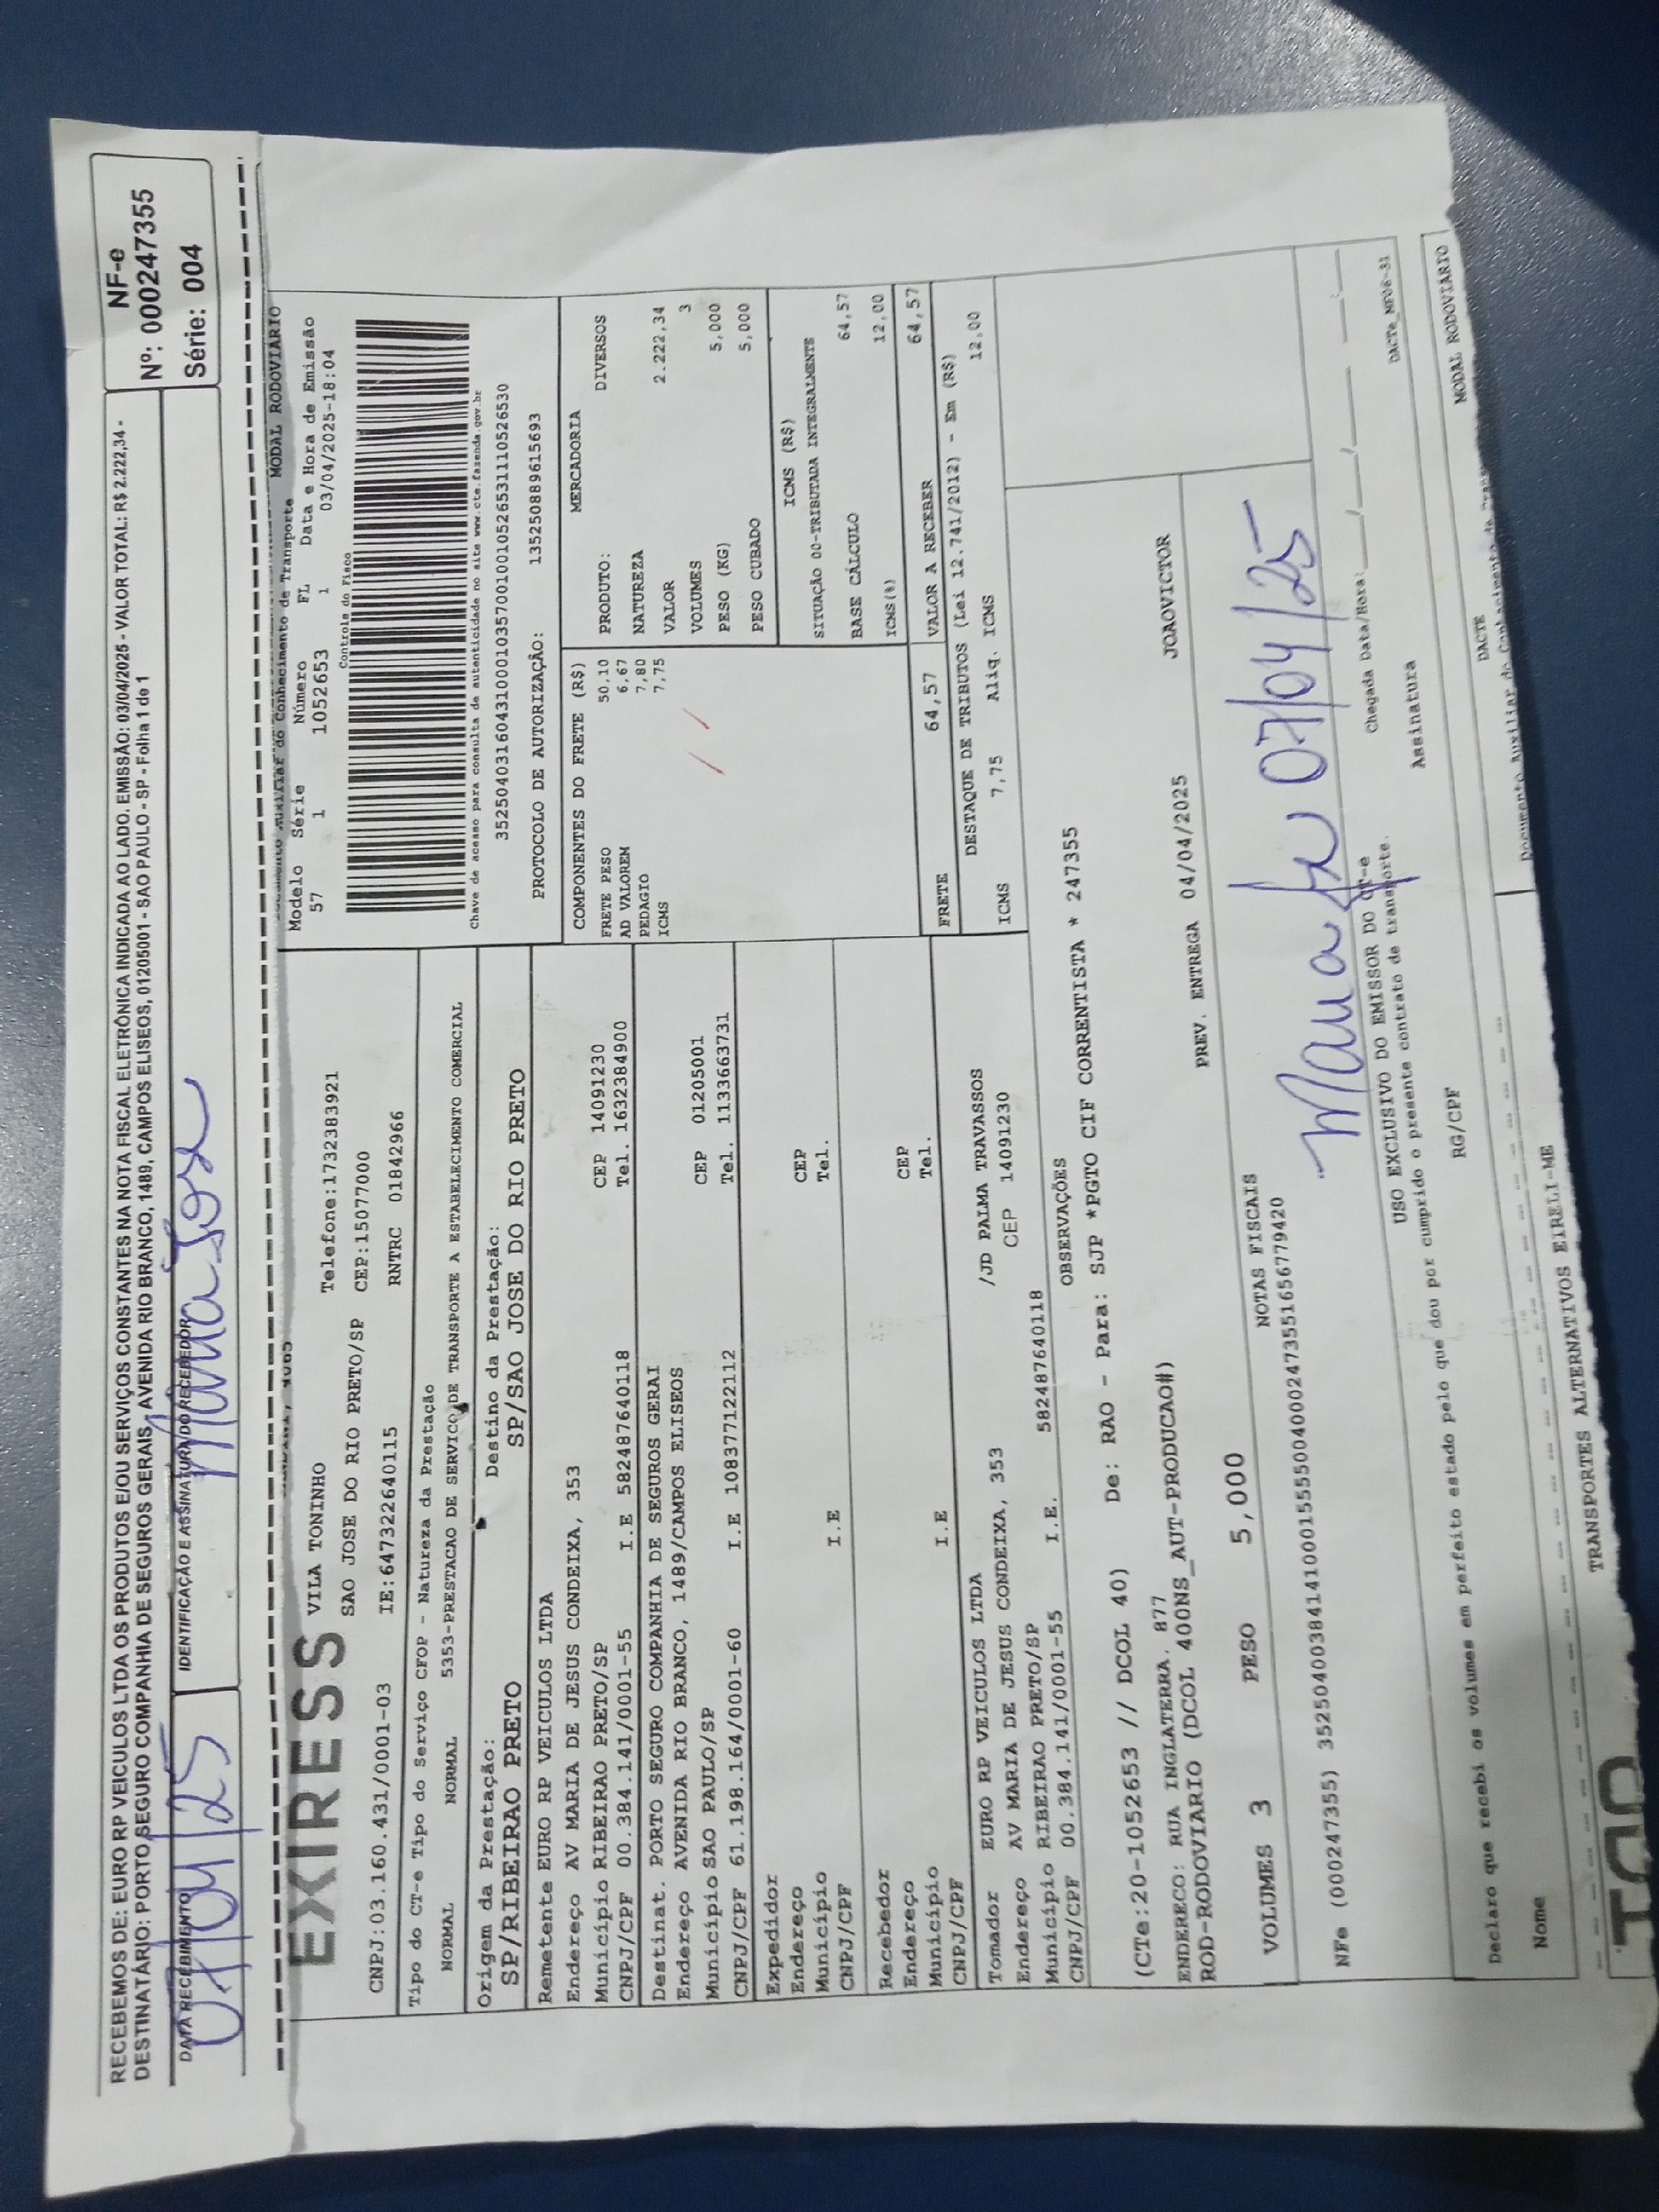 RECEBEMOS DE: EURO RP VEICULOS LTDA OS PRODUTOS E/OU SERVIÇOS CONSTANTES NA NOTA FISCAL ELETRÔNICA INDICADA AO LADO. EMISSÃO: 03/04/2025 - VALOR TOTAL: R$ 2.222,34 -
DESTINATÁRIO: PORTO SEGURO COMPANHIA DE SEGUROS GERAIS, AVENIDA RIO BRANCO, 1489, CAMPOS ELISEOS, 01205001 - SAO PAULO - SP - Folha 1 de 1
NF-e
Nº: 000247355
Série: 004
DATA RECEBIMENTO
07/04/25
IDENTIFICAÇÃO E ASSINATURA DO RECEBEDOR
Maria Jose
EXPRESS
VILA TONINHO
Telefone:1732383921
SAO JOSE DO RIO PRETO/SP CEP:15077000
CNPJ:03.160.431/0001-03 IE:647322640115 RNTRC 01842966
MODAL RODOVIÁRIO
Documento Auxiliar do Conhecimento de Transporte
Modelo Série Número FL Data e Hora de Emissão
57 1 1052653 1 03/04/2025-18:04
Controle do Fisco
Chave de acesso para consulta de autenticidade no site www.cte.fazenda.gov.br
35250403160431000103570010010526531110526530
PROTOCOLO DE AUTORIZAÇÃO: 135250889615693
Tipo do CT-e Tipo do Serviço CFOP - Natureza da Prestação
NORMAL NORMAL 5353-PRESTACAO DE SERVICO DE TRANSPORTE A ESTABELECIMENTO COMERCIAL
Origem da Prestação: Destino da Prestação:
SP/RIBEIRAO PRETO SP/SAO JOSE DO RIO PRETO
Remetente EURO RP VEICULOS LTDA
Endereço AV MARIA DE JESUS CONDEIXA, 353
Município RIBEIRAO PRETO/SP CEP 14091230
CNPJ/CPF 00.384.141/0001-55 I.E 582487640118 Tel. 1632384900
Destinat. PORTO SEGURO COMPANHIA DE SEGUROS GERAI
Endereço AVENIDA RIO BRANCO, 1489/CAMPOS ELISEOS
Município SAO PAULO/SP CEP 01205001
CNPJ/CPF 61.198.164/0001-60 I.E 108377122112 Tel. 1133663731
Expedidor
Endereço CEP
Município Tel.
CNPJ/CPF I.E
Recebedor
Endereço CEP
Município Tel.
CNPJ/CPF I.E
Tomador EURO RP VEICULOS LTDA
Endereço AV MARIA DE JESUS CONDEIXA, 353 /JD PALMA TRAVASSOS
Município RIBEIRAO PRETO/SP CEP 14091230
CNPJ/CPF 00.384.141/0001-55 I.E. 582487640118
COMPONENTES DO FRETE (R$)
FRETE PESO 50,10
AD VALOREM 6,67
PEDAGIO 7,80
ICMS 7,75
MERCADORIA
PRODUTO: DIVERSOS
NATUREZA
VALOR 2.222,34
VOLUMES 3
PESO (KG) 5,000
PESO CUBADO 5,000
ICMS (R$)
SITUAÇÃO 00-TRIBUTADA INTEGRALMENTE
BASE CÁLCULO 64,57
ICMS(%) 12,00
FRETE 64,57 VALOR A RECEBER 64,57
DESTAQUE DE TRIBUTOS (Lei 12.741/2012) - Em (R$)
ICMS 7,75 Aliq. ICMS 12,00
OBSERVAÇÕES
(CTe:20-1052653 // DCOL 40) De: RAO - Para: SJP *PGTO CIF CORRENTISTA * 247355
ENDERECO: RUA INGLATERRA. 877
ROD-RODOVIARIO (DCOL 400NS_AUT-PRODUCAO#)
PREV. ENTREGA 04/04/2025 JOAOVICTOR
VOLUMES 3 PESO 5,000
NOTAS FISCAIS
NFe (000247355) 35250400384141000155550040002473551656779420
Maria 07/04/25
USO EXCLUSIVO DO EMISSOR DO CT-e
Chegada Data/Hora:
DACTe_NF06-31
Declaro que recebi os volumes em perfeito estado pelo que dou por cumprido o presente contrato de transporte.
Nome RG/CPF Assinatura
TRANSPORTES ALTERNATIVOS EIRELI-ME
DACTE
MODAL RODOVIÁRIO
Documento Auxiliar do Conhecimento de